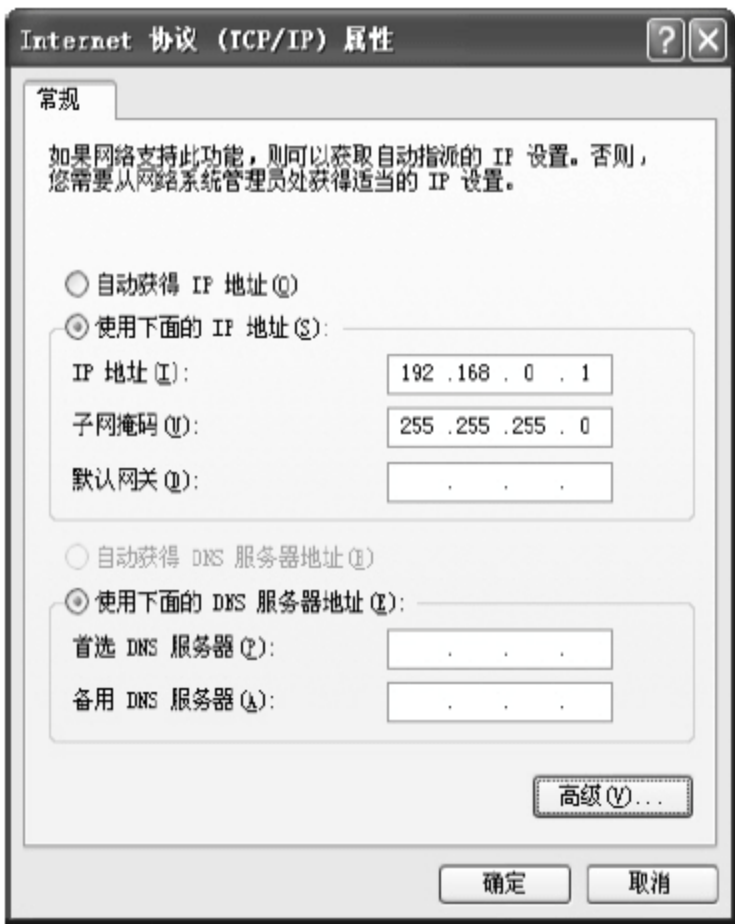 Internet 协议 (TCP/IP) 属性
常规
如果网络支持此功能，则可以获取自动指派的 IP 设置。否则，
您需要从网络系统管理员处获得适当的 IP 设置。
自动获得 IP 地址(O)
使用下面的 IP 地址(S):
IP 地址(I): 192 .168 . 0 . 1
子网掩码(U): 255 .255 .255 . 0
默认网关(D): . . .
自动获得 DNS 服务器地址(B)
使用下面的 DNS 服务器地址(E):
首选 DNS 服务器(P): . . .
备用 DNS 服务器(A): . . .
高级(V)...
确定 取消